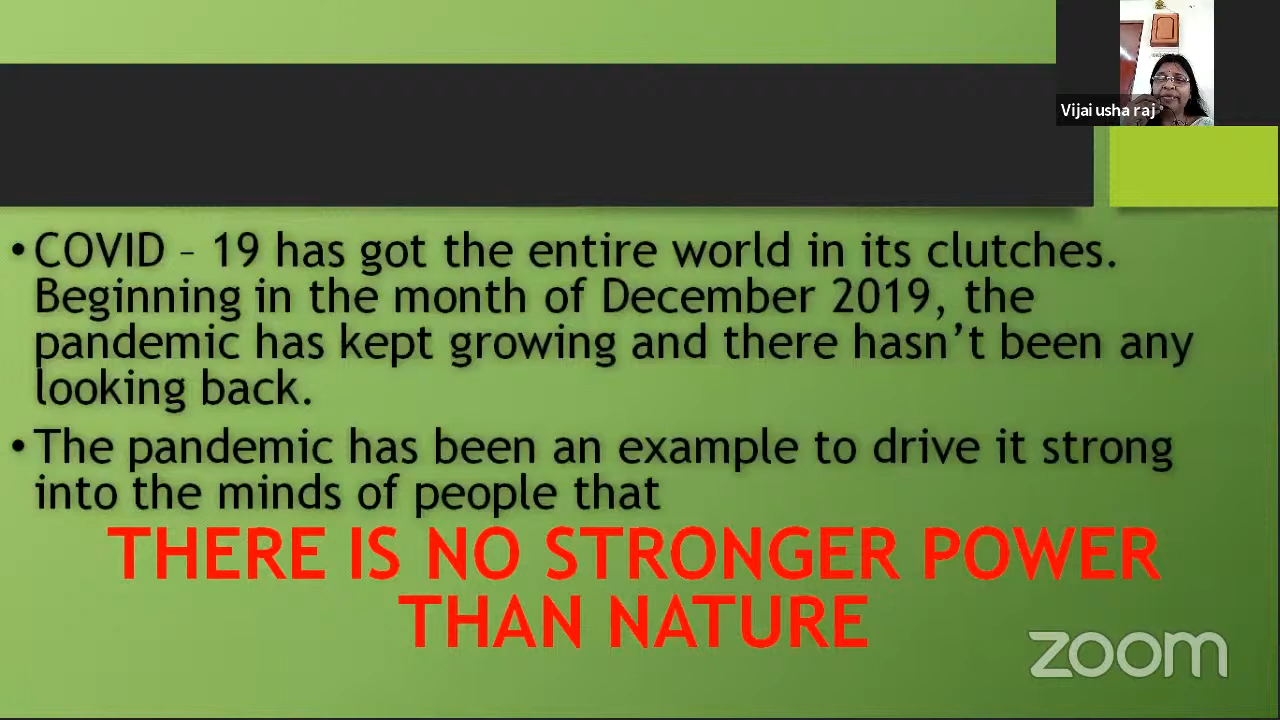 Vijai usha raj
• COVID – 19 has got the entire world in its clutches.
Beginning in the month of December 2019, the
pandemic has kept growing and there hasn’t been any
looking back.
• The pandemic has been an example to drive it strong
into the minds of people that
THERE IS NO STRONGER POWER
THAN NATURE
zoom